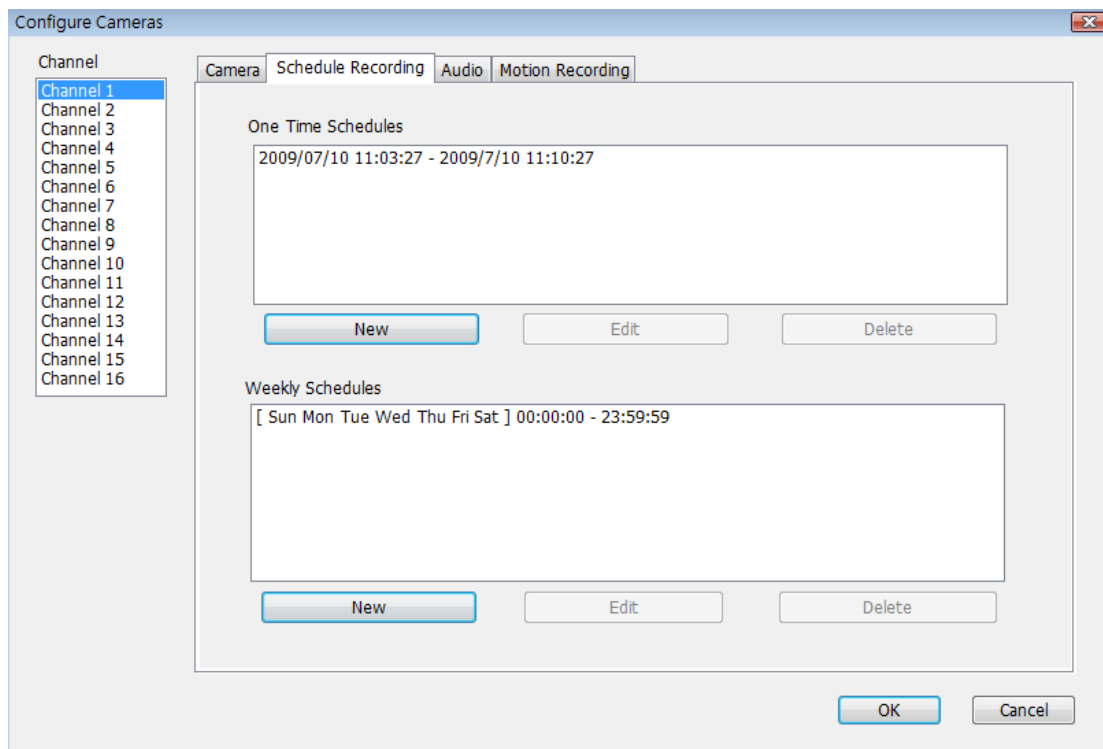 Configure Cameras
Channel
Channel 1
Channel 2
Channel 3
Channel 4
Channel 5
Channel 6
Channel 7
Channel 8
Channel 9
Channel 10
Channel 11
Channel 12
Channel 13
Channel 14
Channel 15
Channel 16
Camera Schedule Recording Audio Motion Recording
One Time Schedules
2009/07/10 11:03:27 - 2009/7/10 11:10:27
New Edit Delete
Weekly Schedules
[ Sun Mon Tue Wed Thu Fri Sat ] 00:00:00 - 23:59:59
New Edit Delete
OK Cancel